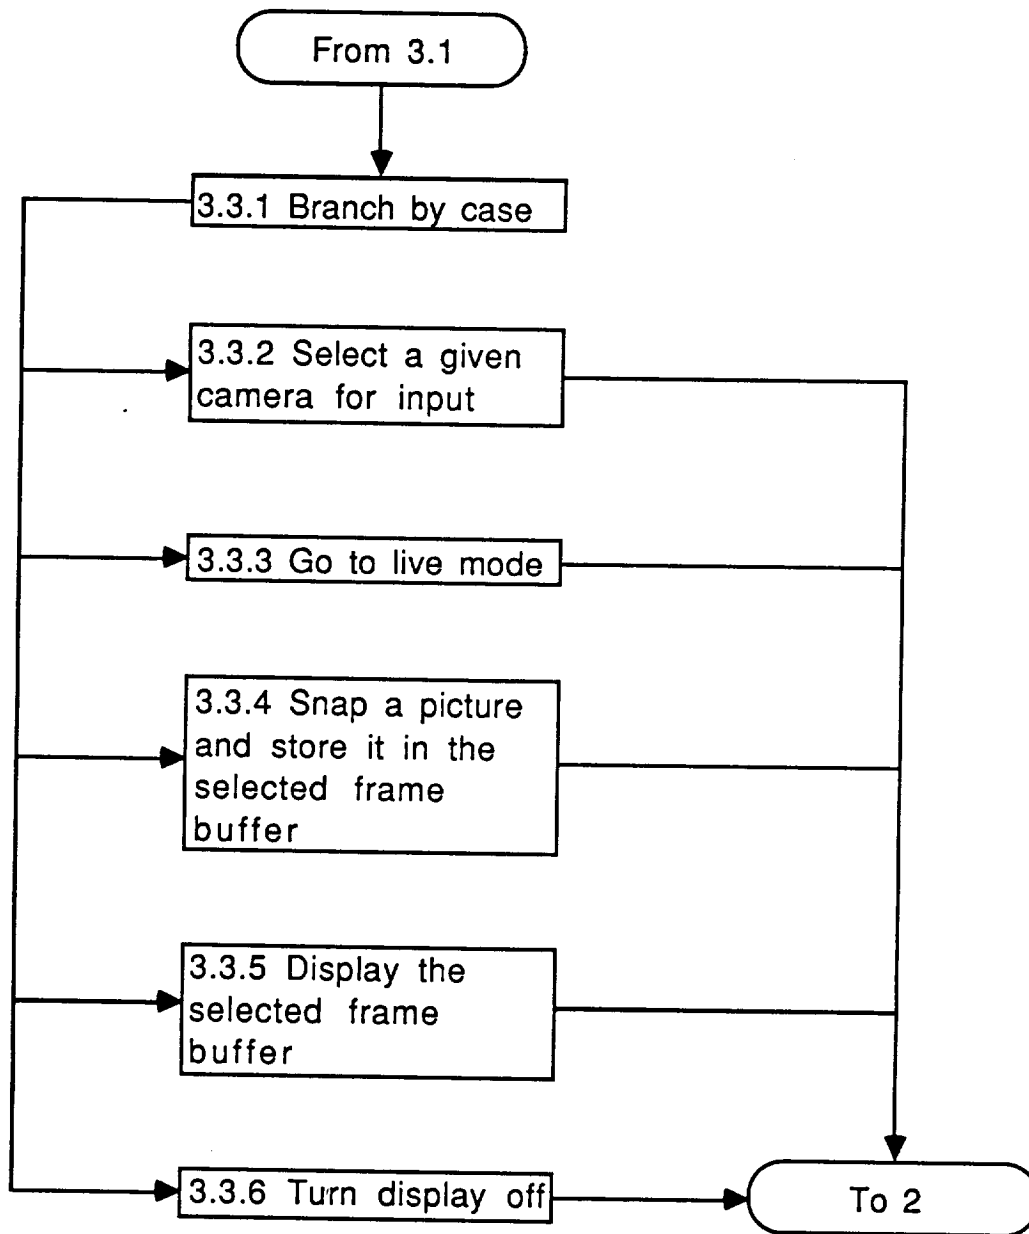 From 3.1
3.3.1 Branch by case
3.3.2 Select a given
camera for input
3.3.3 Go to live mode
3.3.4 Snap a picture
and store it in the
selected frame
buffer
3.3.5 Display the
selected frame
buffer
3.3.6 Turn display off
To 2